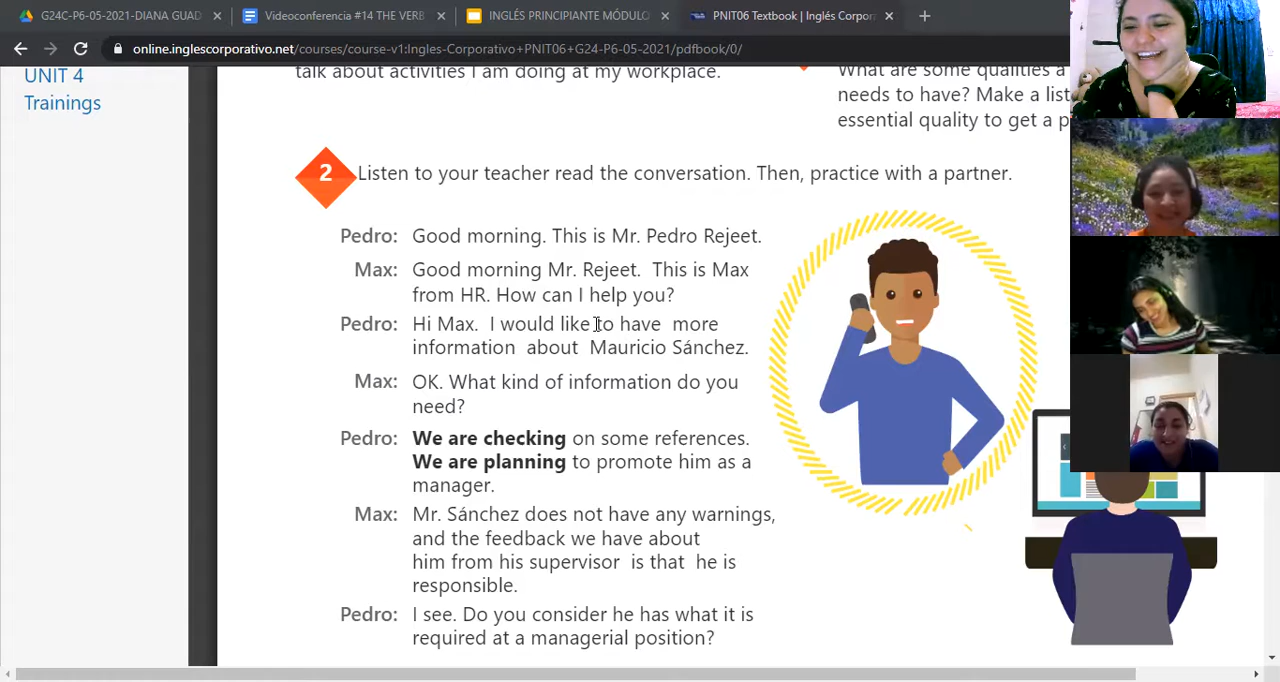 G24C-P6-05-2021-DIANA GUAD
Videoconferencia #14 THE VERB
INGLÉS PRINCIPIANTE MÓDULO
PNIT06 Textbook | Inglés Corpor
online.inglescorporativo.net/courses/course-v1:Ingles-Corporativo+PNIT06+G24-P6-05-2021/pdfbook/0/
UNIT 4
Trainings
talk about activities I am doing at my workplace.
What are some qualities a
needs to have? Make a list
essential quality to get a p
2
Listen to your teacher read the conversation. Then, practice with a partner.
Pedro: Good morning. This is Mr. Pedro Rejeet.
Max: Good morning Mr. Rejeet. This is Max
from HR. How can I help you?
Pedro: Hi Max. I would like to have more
information about Mauricio Sánchez.
Max: OK. What kind of information do you
need?
Pedro: We are checking on some references.
We are planning to promote him as a
manager.
Max: Mr. Sánchez does not have any warnings,
and the feedback we have about
him from his supervisor is that he is
responsible.
Pedro: I see. Do you consider he has what it is
required at a managerial position?